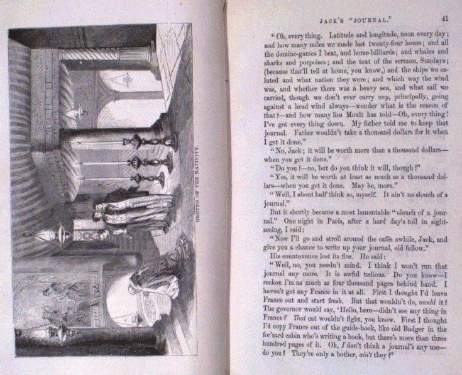 GROTTO OF THE NATIVITY.
JACK'S "JOURNAL."
41
"Oh, every thing. Latitude and longitude, noon every day;
and how many miles we made last twenty-four hours; and all
the domino-games I beat, and horse-billiards; and whales and
sharks and porpoises; and the text of the sermon, Sundays;
(because that'll tell at home, you know,) and the ships we sa-
luted and what nation they were; and which way the wind
was, and whether there was a heavy sea, and what sail we
carried, though we don't ever carry any, principally, going
against a head wind always—wonder what is the reason of
that?—and how many lies Moult has told—Oh, every thing!
I've got every thing down. My father told me to keep that
journal. Father wouldn't take a thousand dollars for it when
I get it done."
"No, Jack; it will be worth more than a thousand dollars—
when you get it done."
"Do you?—no, but do you think it will, though?"
"Yes, it will be worth at least as much as a thousand dol-
lars—when you get it done. May be, more."
"Well, I about half think so, myself. It ain't no slouch of a
journal."
But it shortly became a most lamentable "slouch of a jour-
nal." One night in Paris, after a hard day's toil in sight-
seeing, I said:
"Now I'll go and stroll around the cafés awhile, Jack, and
give you a chance to write up your journal, old fellow."
His countenance lost its fire. He said:
"Well, no, you needn't mind. I think I won't run that
journal any more. It is awful tedious. Do you know—I
reckon I'm as much as four thousand pages behind hand. I
haven't got any France in it at all. First I thought I'd leave
France out and start fresh. But that wouldn't do, would it?
The governor would say, 'Hello, here—didn't see any thing in
France?' That cat wouldn't fight, you know. First I thought
I'd copy France out of the guide-book, like old Badger in the
for'rard cabin who's writing a book, but there's more than three
hundred pages of it. Oh, I don't think a journal's any use—
do you? They're only a bother, ain't they?"